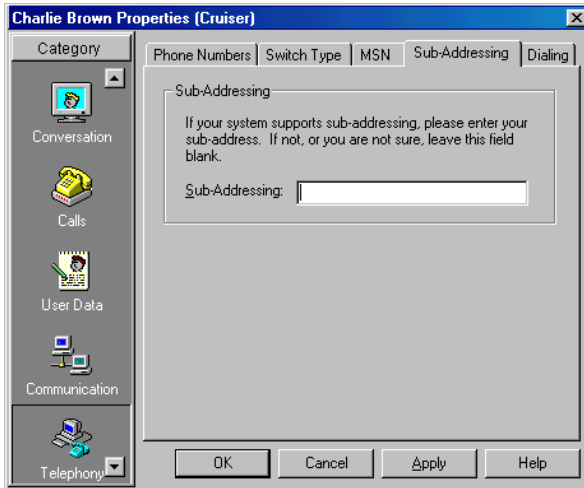 Charlie Brown Properties (Cruiser)
Category
Conversation
Calls
User Data
Communication
Telephony
Phone Numbers Switch Type MSN Sub-Addressing Dialing
Sub-Addressing
If your system supports sub-addressing, please enter your
sub-address. If not, or you are not sure, leave this field
blank.
Sub-Addressing:
OK Cancel Apply Help